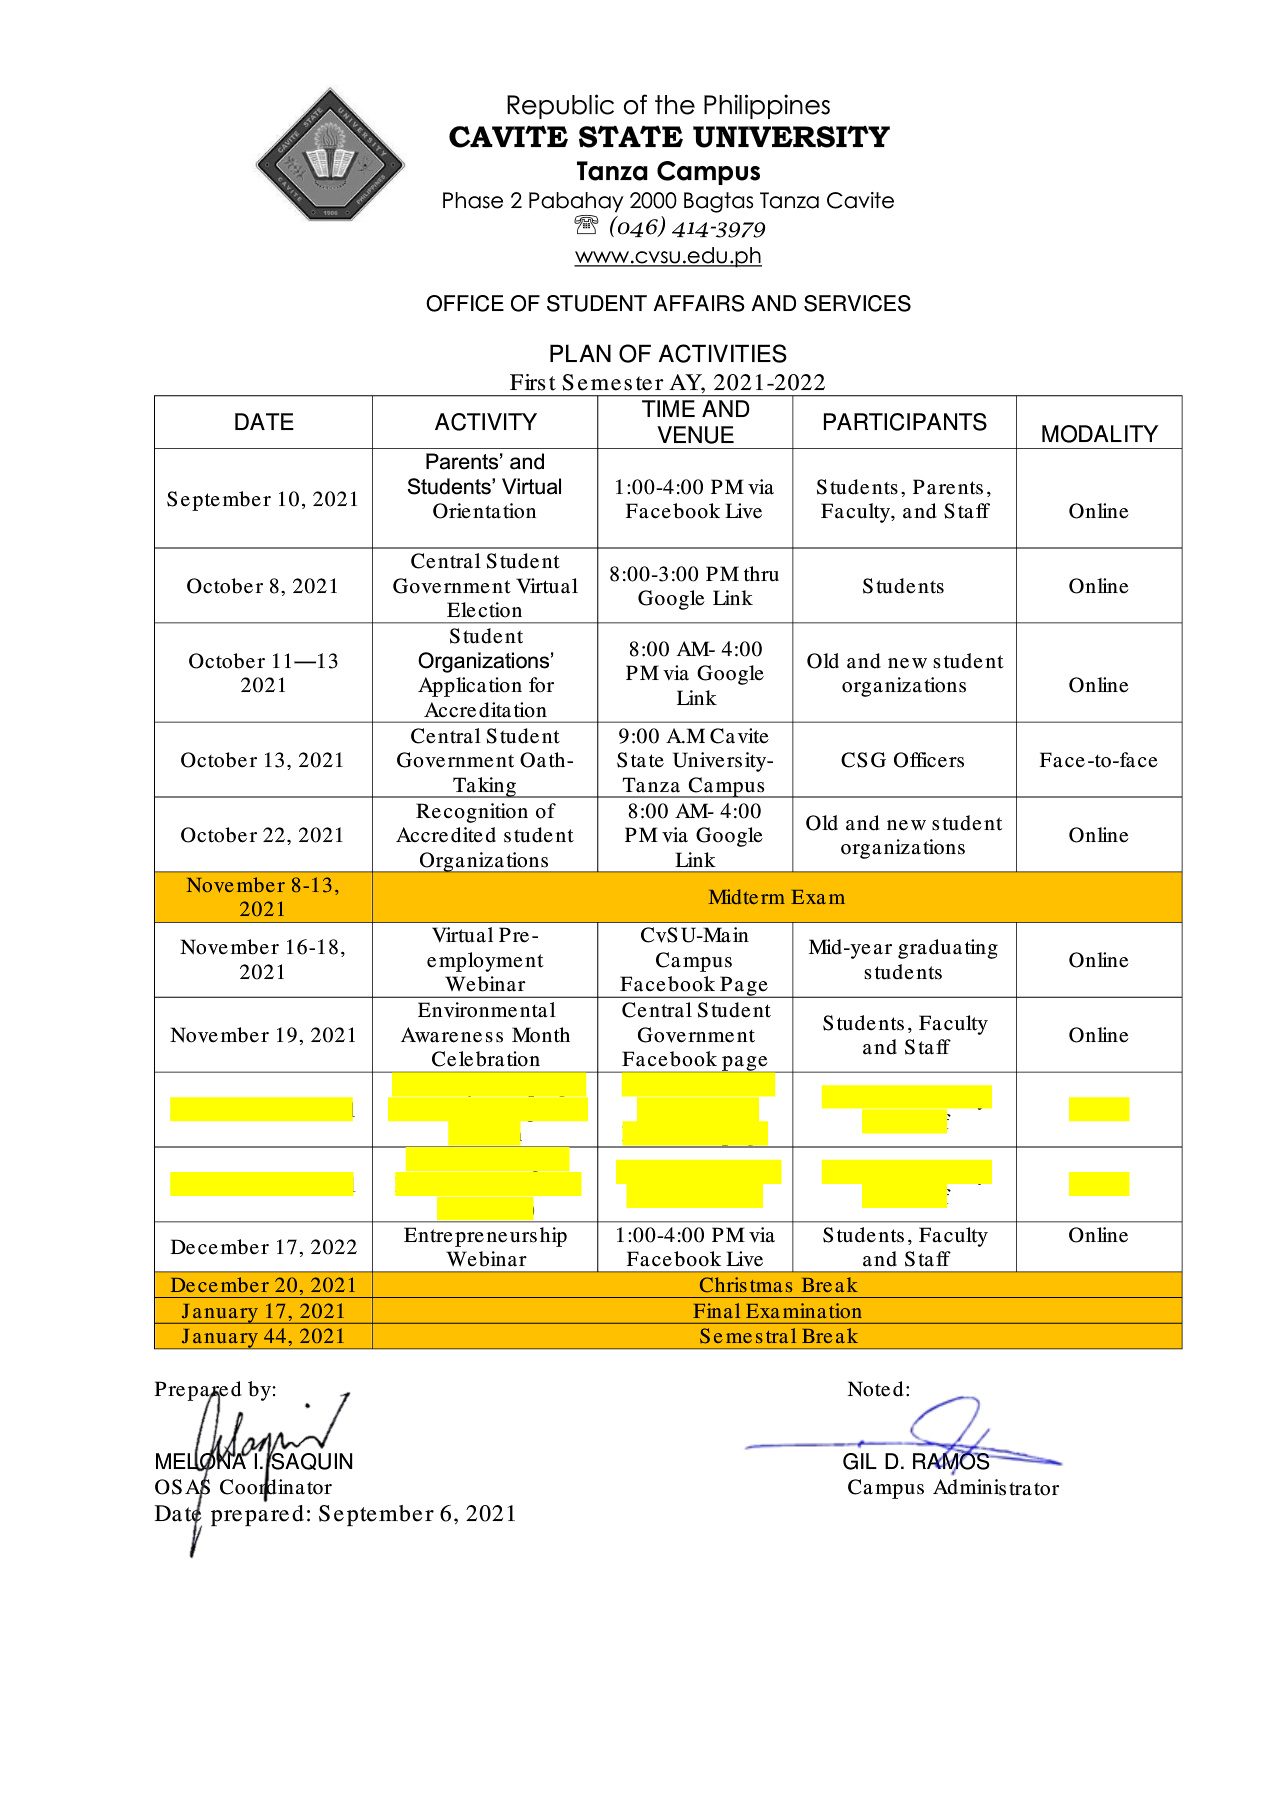 CAVITE STATE UNIVERSITY
CAVITE
PHILIPPINES
1906
Republic of the Philippines
CAVITE STATE UNIVERSITY
Tanza Campus
Phase 2 Pabahay 2000 Bagtas Tanza Cavite
☏ (046) 414-3979
www.cvsu.edu.ph
OFFICE OF STUDENT AFFAIRS AND SERVICES
PLAN OF ACTIVITIES
First Semester AY, 2021-2022
DATE
ACTIVITY
TIME AND
VENUE
PARTICIPANTS
MODALITY
September 10, 2021
Parents’ and
Students’ Virtual
Orientation
1:00-4:00 PM via
Facebook Live
Students, Parents,
Faculty, and Staff
Online
October 8, 2021
Central Student
Government Virtual
Election
8:00-3:00 PM thru
Google Link
Students
Online
October 11—13
2021
Student
Organizations’
Application for
Accreditation
8:00 AM- 4:00
PM via Google
Link
Old and new student
organizations
Online
October 13, 2021
Central Student
Government Oath-
Taking
9:00 A.M Cavite
State University-
Tanza Campus
CSG Officers
Face-to-face
October 22, 2021
Recognition of
Accredited student
Organizations
8:00 AM- 4:00
PM via Google
Link
Old and new student
organizations
Online
November 8-13,
2021
Midterm Exam
November 16-18,
2021
Virtual Pre-
employment
Webinar
CvSU-Main
Campus
Facebook Page
Mid-year graduating
students
Online
November 19, 2021
Environmental
Awareness Month
Celebration
Central Student
Government
Facebook page
Students, Faculty
and Staff
Online
December 17, 2022
Entrepreneurship
Webinar
1:00-4:00 PM via
Facebook Live
Students, Faculty
and Staff
Online
December 20, 2021
Christmas Break
January 17, 2021
Final Examination
January 44, 2021
Semestral Break
Prepared by:
Noted:
MELONA I. SAQUIN
GIL D. RAMOS
OSAS Coordinator
Campus Administrator
Date prepared: September 6, 2021